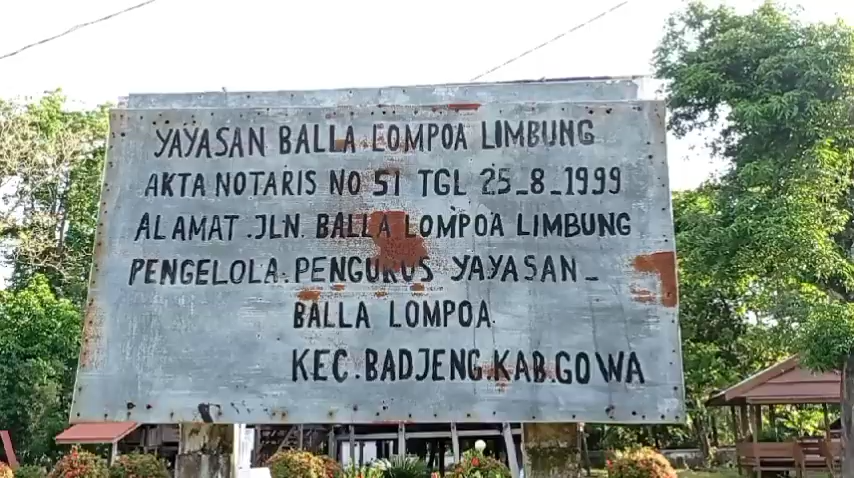 YAYASAN BALLA LOMPOA LIMBUNG
AKTA NOTARIS NO 51 TGL 25_8_1999
ALAMAT .JLN. BALLA LOMPOA LIMBUNG
PENGELOLA:PENGURUS YAYASAN_
BALLA LOMPOA.
KEC.BADJENG.KAB.GOWA